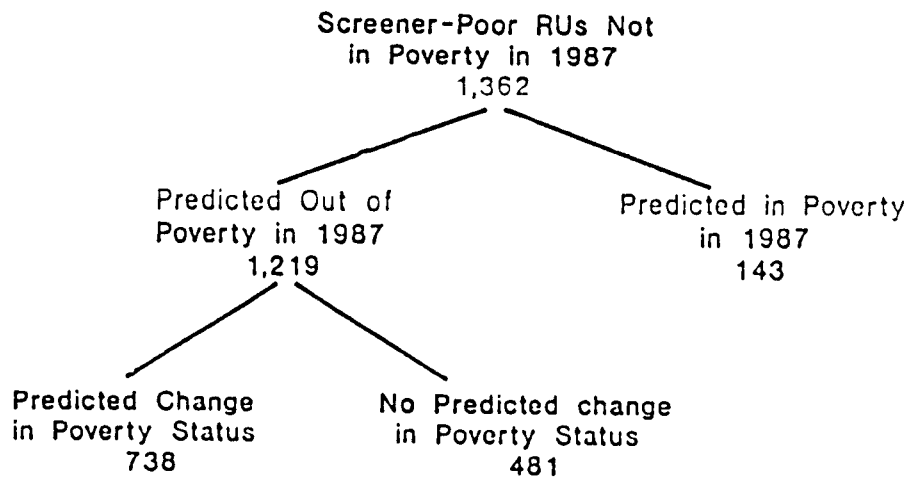 Screener-Poor RUs Not
in Poverty in 1987
1,362
Predicted Out of
Poverty in 1987
1,219
Predicted in Poverty
in 1987
143
Predicted Change
in Poverty Status
738
No Predicted change
in Poverty Status
481